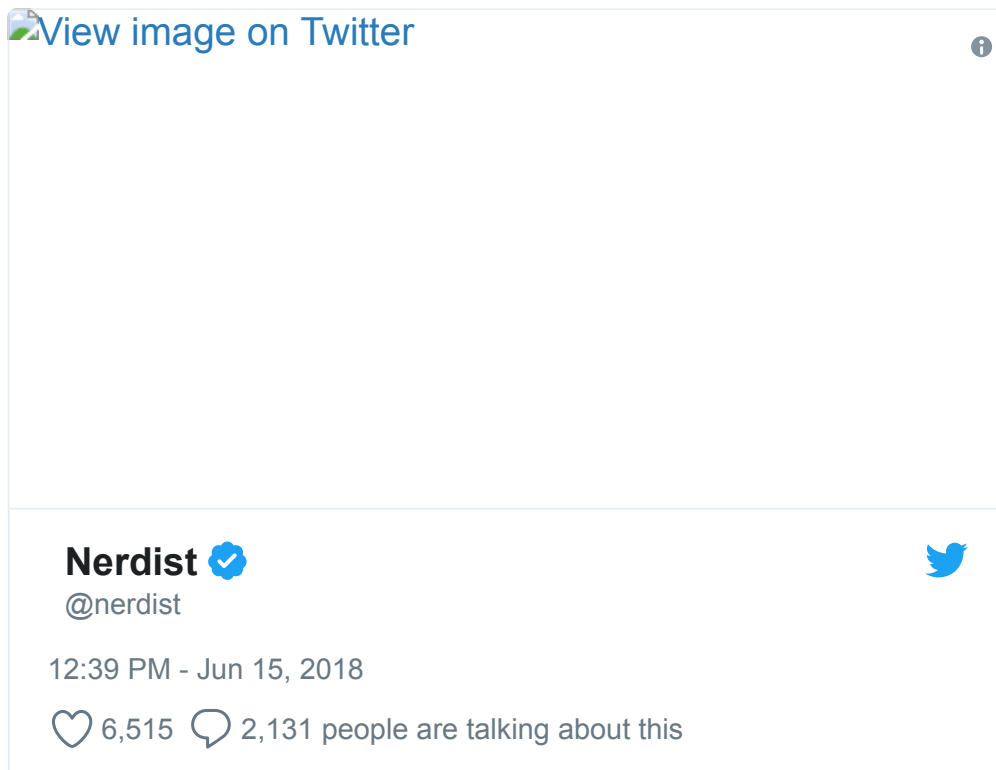 View image on Twitter
Nerdist
@nerdist
12:39 PM - Jun 15, 2018
6,515 2,131 people are talking about this